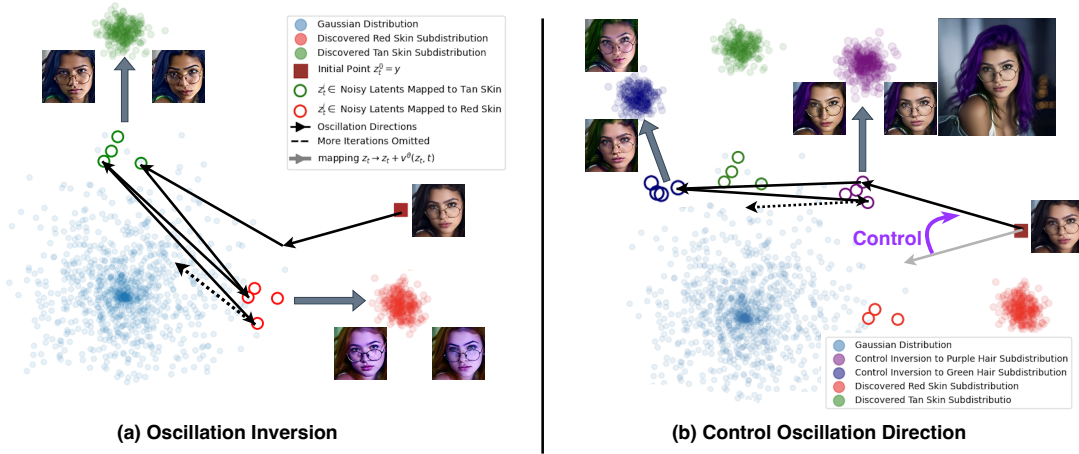 Gaussian Distribution
Discovered Red Skin Subdistribution
Discovered Tan Skin Subdistribution
Initial Point z_t^0 = y
z_t^i ∈ Noisy Latents Mapped to Tan SKin
z_t^i ∈ Noisy Latents Mapped to Red Skin
Oscillation Directions
More Iterations Omitted
mapping z_t → z_t + v^θ(z_t, t)
(a) Oscillation Inversion
Control
Gaussian Distribution
Control Inversion to Purple Hair Subdistribution
Control Inversion to Green Hair Subdistribution
Discovered Red Skin Subdistribution
Discovered Tan Skin Subdistributio
(b) Control Oscillation Direction